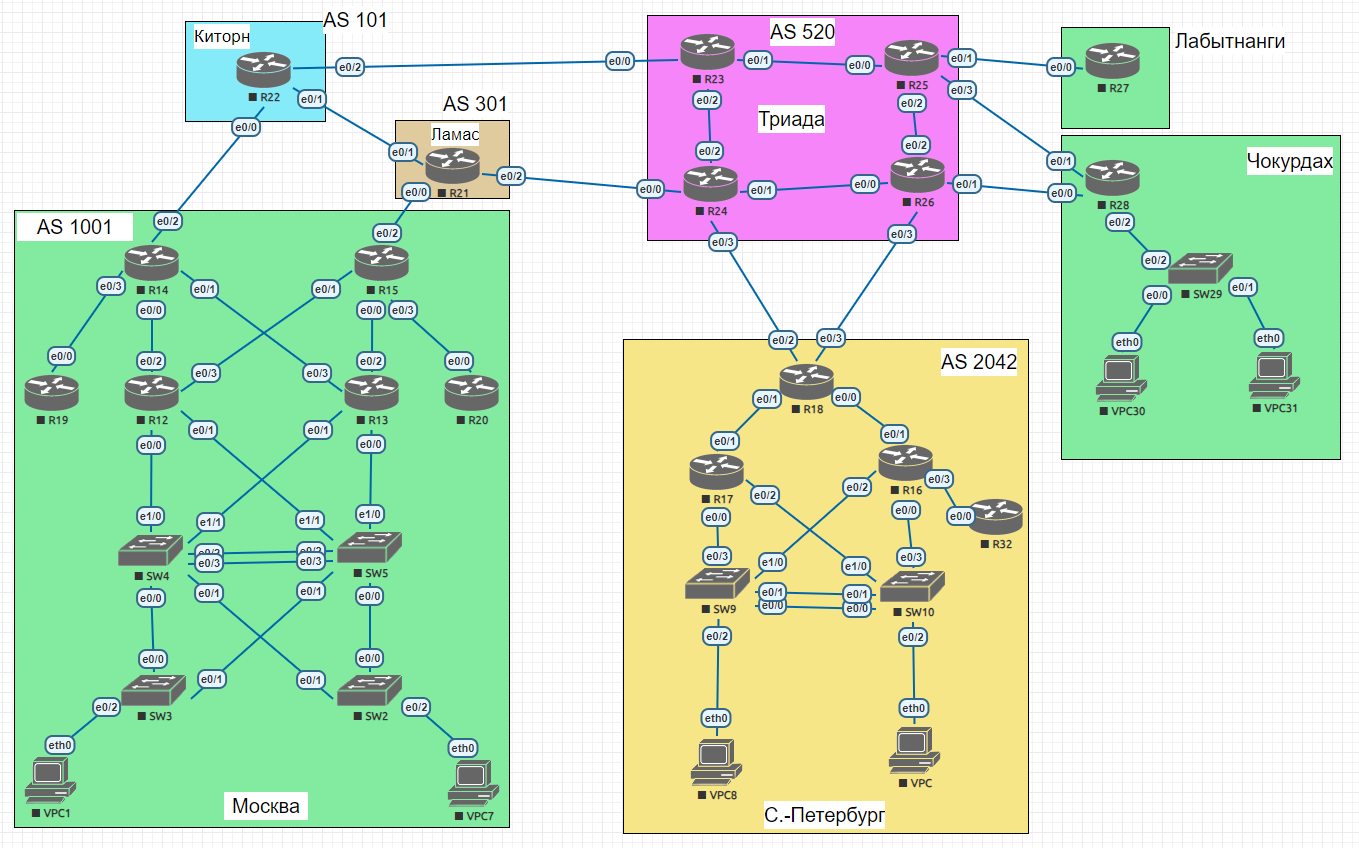 AS 101
Киторн
e0/2
R22
e0/1
e0/0
AS 301
Ламас
e0/1
e0/2
e0/0
R21
AS 520
e0/0
R23
e0/1
e0/0
R25
e0/1
e0/3
e0/2
e0/2
Триада
e0/2
e0/2
e0/0
R24
e0/1
e0/0
R26
e0/1
e0/3
e0/3
Лабытнанги
e0/0
R27
Чокурдах
e0/1
e0/0
R28
e0/2
e0/2
SW29
e0/0
e0/1
eth0
eth0
VPC30
VPC31
AS 1001
e0/2
e0/2
R14
R15
e0/3
e0/1
e0/1
e0/0
e0/0
e0/3
e0/0
e0/2
e0/3
e0/3
e0/2
e0/0
R19
R12
R13
R20
e0/1
e0/1
e0/0
e0/0
e1/0
e1/1
e1/1
e1/0
e0/3
e0/3
SW4
SW5
e0/0
e0/1
e0/1
e0/0
e0/0
e0/1
e0/1
e0/0
SW3
SW2
e0/2
e0/2
eth0
eth0
VPC1
VPC7
Москва
AS 2042
e0/2
e0/3
R18
e0/1
e0/0
e0/1
e0/1
R17
R16
e0/2
e0/2
e0/3
e0/0
e0/0
e0/0
R32
e0/3
e0/3
e1/0
e1/0
e0/1
e0/1
e0/0
e0/0
SW9
SW10
e0/2
e0/2
eth0
eth0
VPC8
VPC
С.-Петербург